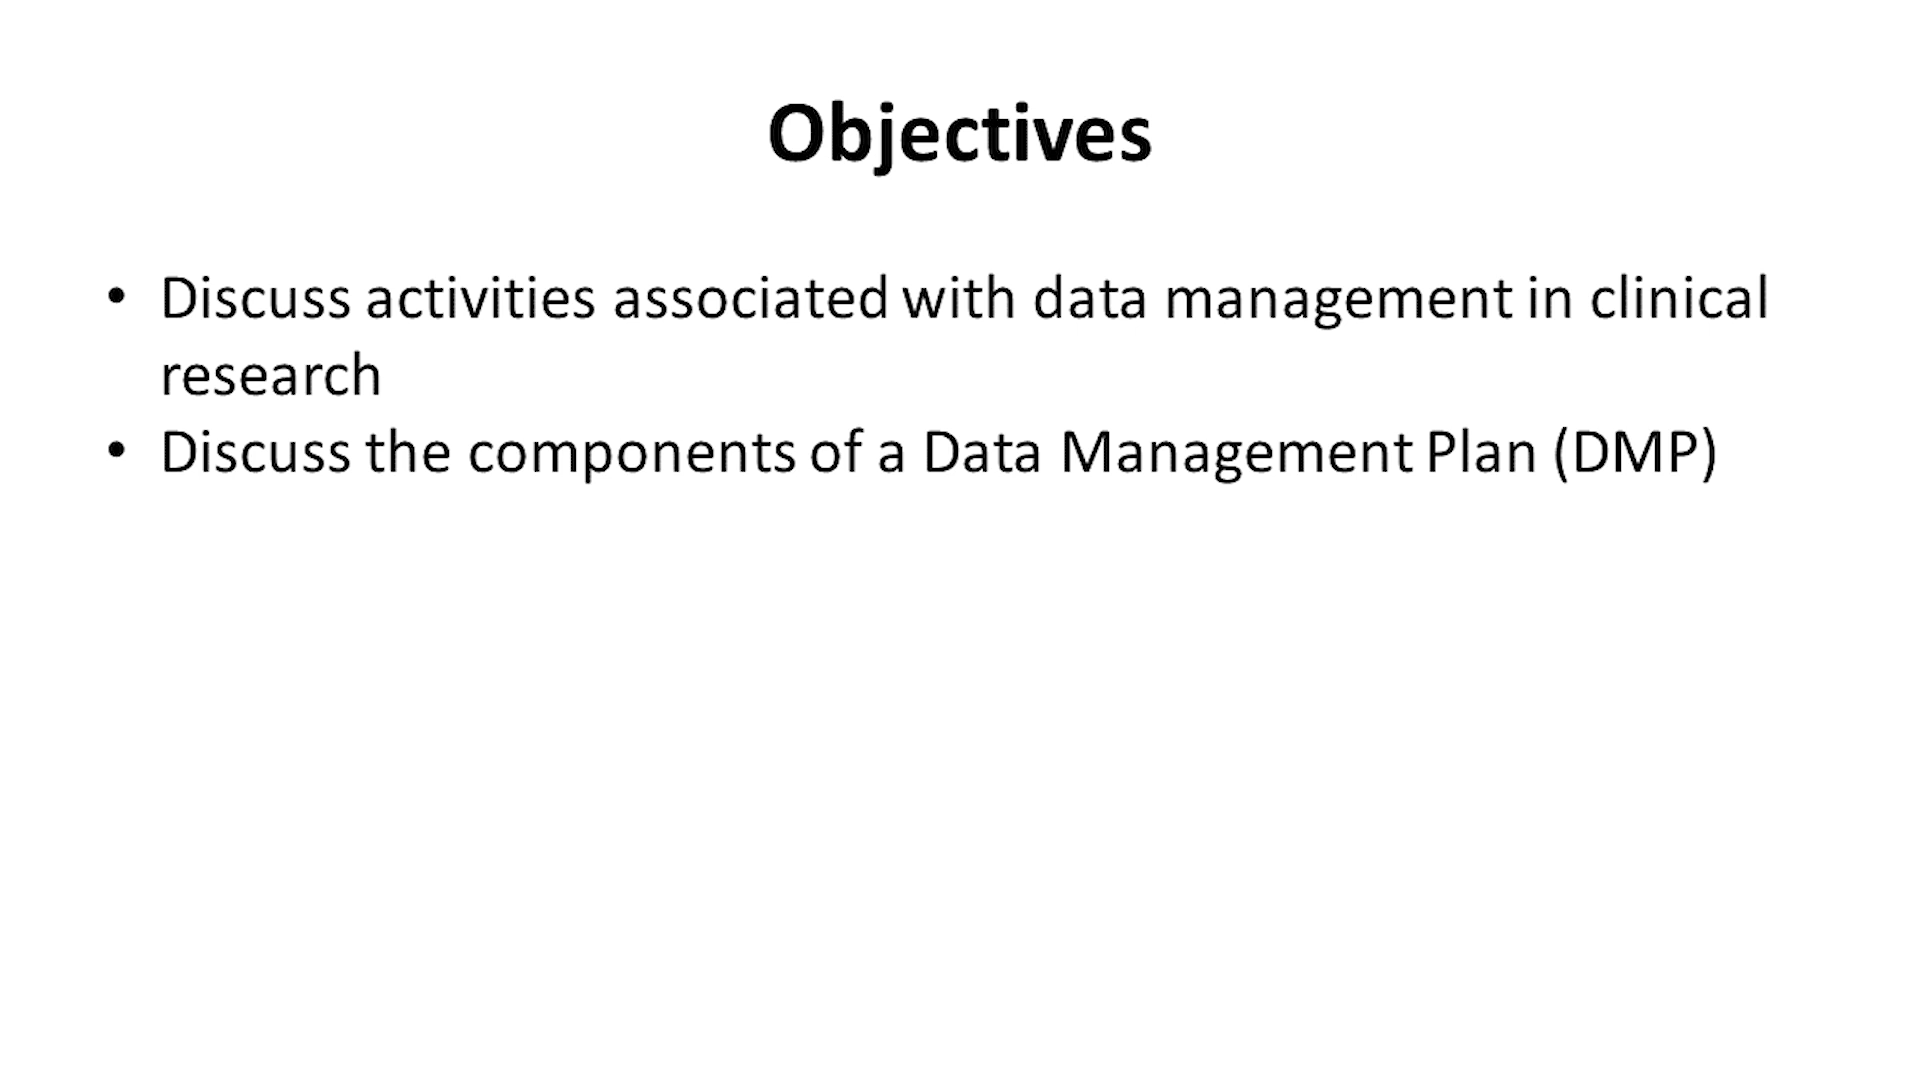 Objectives
• Discuss activities associated with data management in clinical
research
• Discuss the components of a Data Management Plan (DMP)